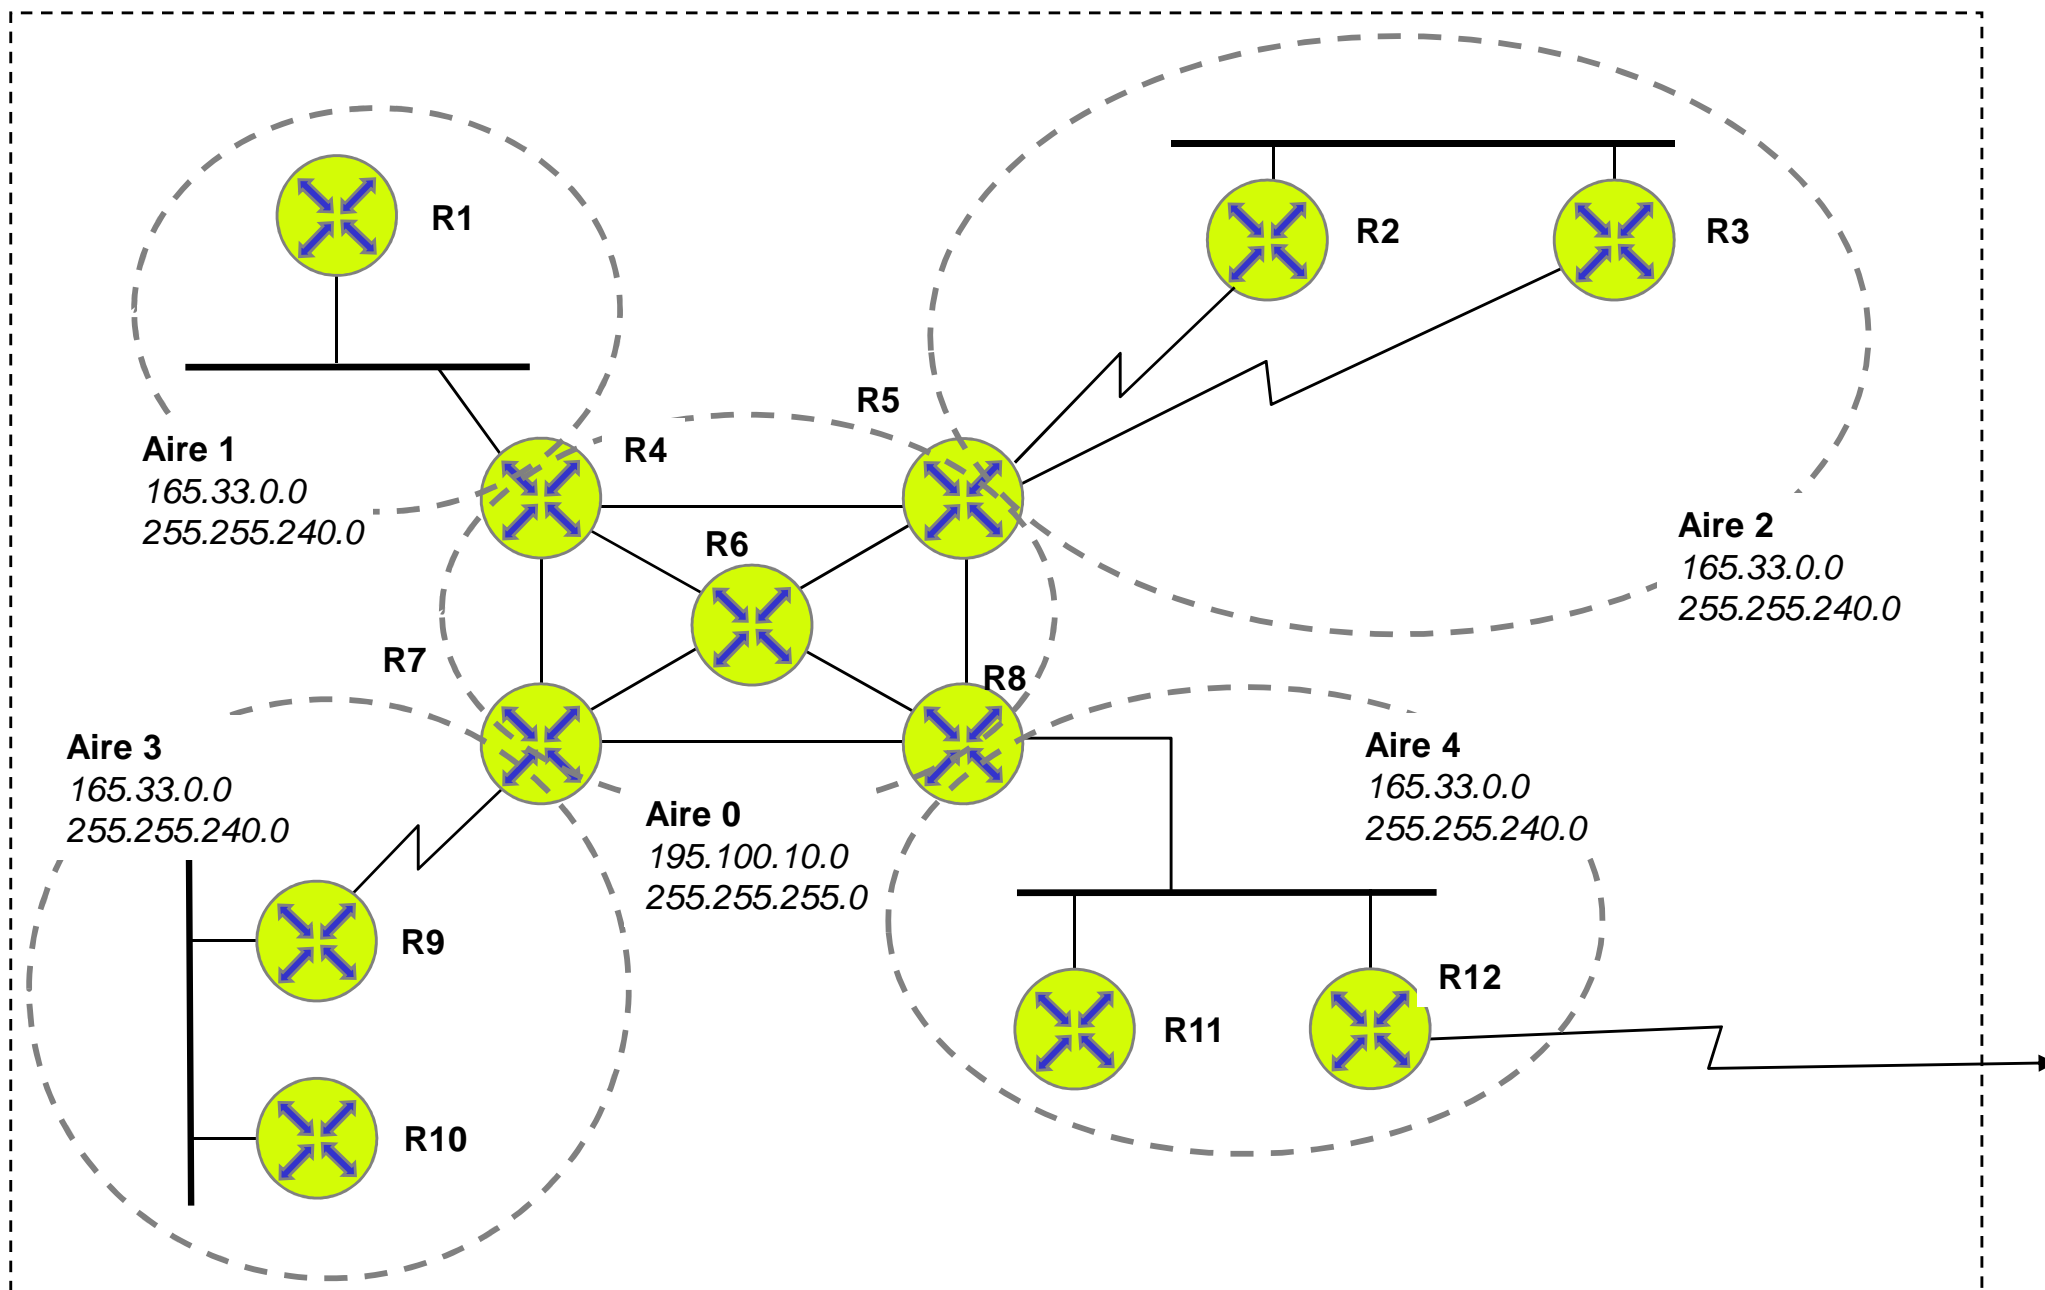 R1
R2
R3
R5
R4
Aire 1
165.33.0.0
255.255.240.0
R6
Aire 2
165.33.0.0
255.255.240.0
R7
R8
Aire 3
165.33.0.0
255.255.240.0
Aire 0
195.100.10.0
255.255.255.0
Aire 4
165.33.0.0
255.255.240.0
R9
R12
R11
R10